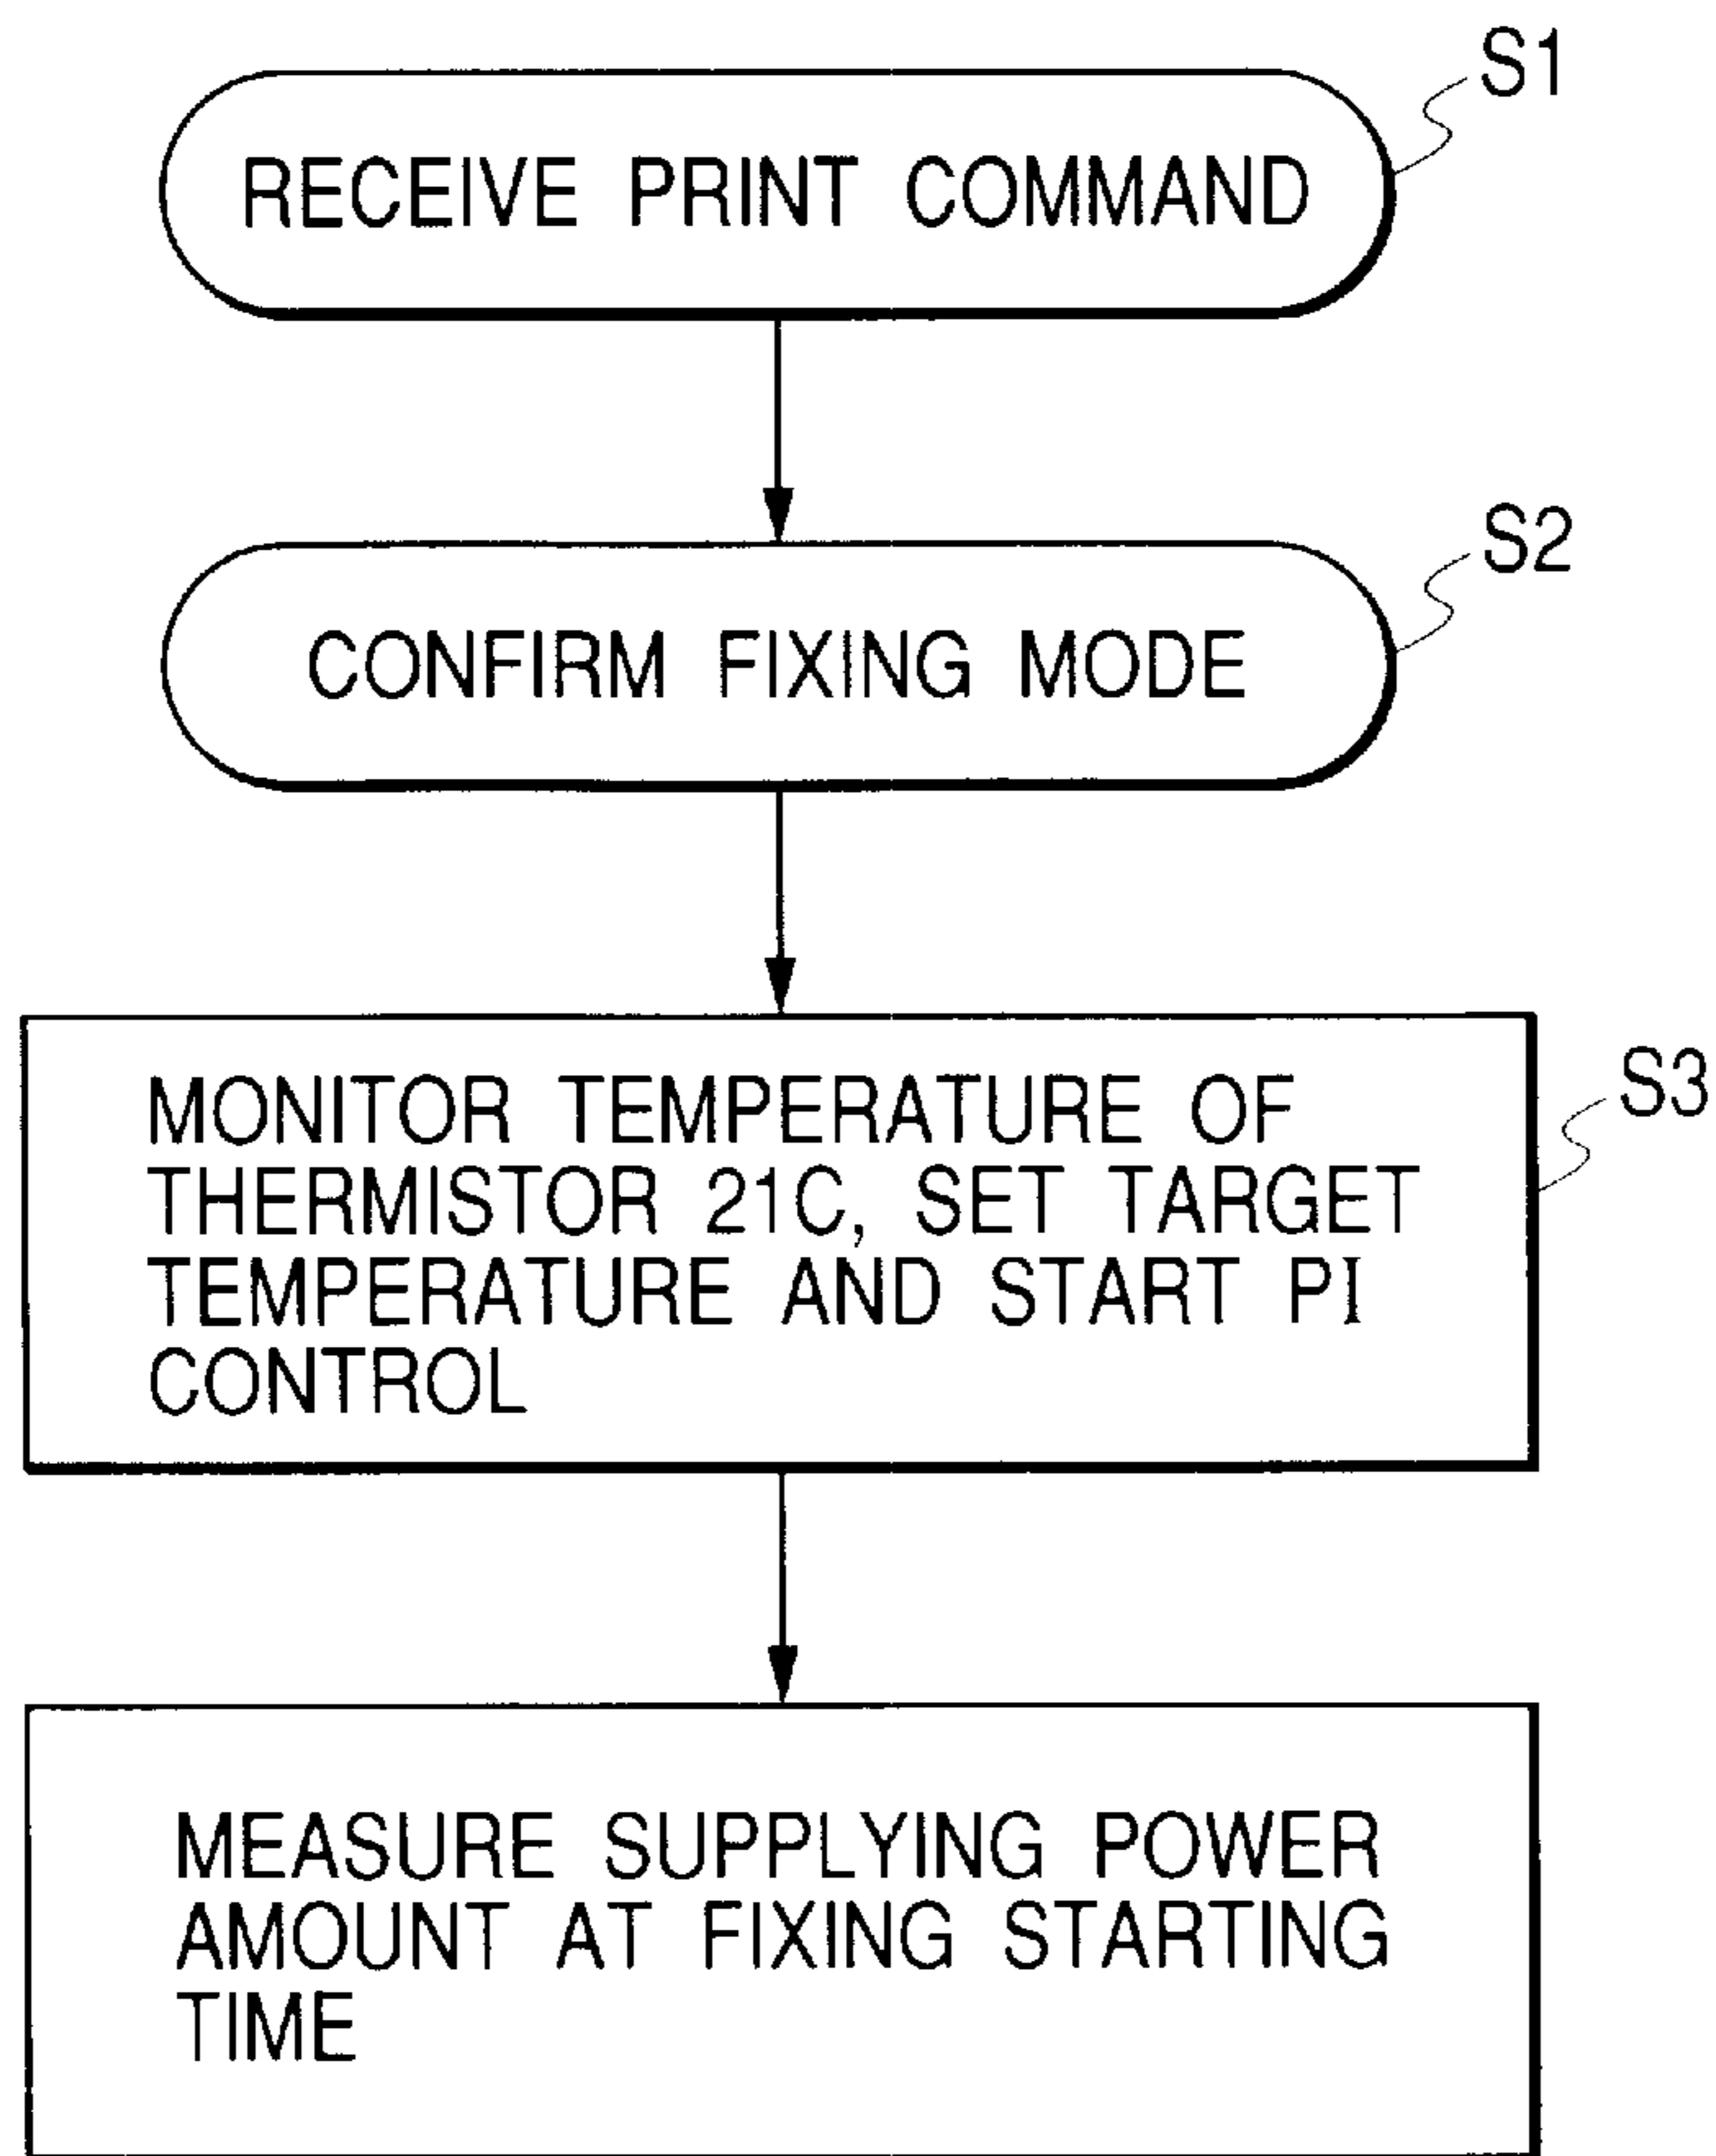 S1
RECEIVE PRINT COMMAND
S2
CONFIRM FIXING MODE
S3
MONITOR TEMPERATURE OF
THERMISTOR 21C, SET TARGET
TEMPERATURE AND START PI
CONTROL
MEASURE SUPPLYING POWER
AMOUNT AT FIXING STARTING
TIME